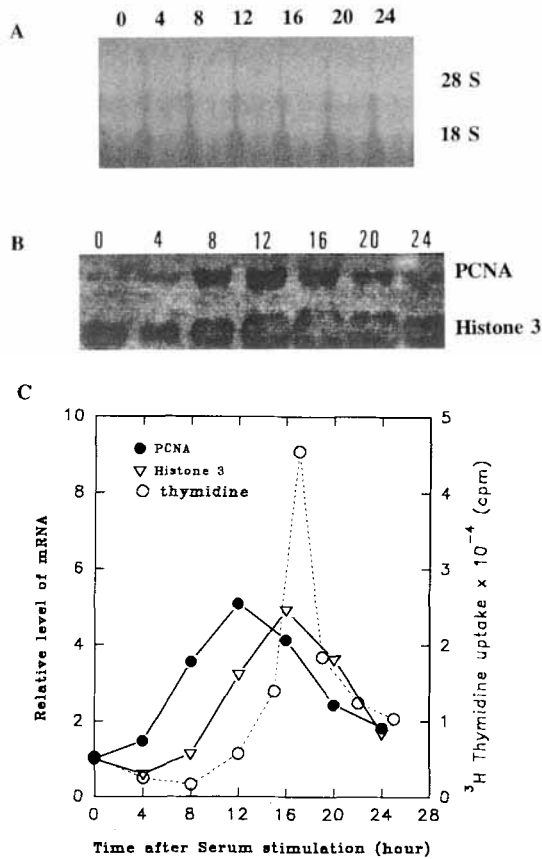 A
0 4 8 12 16 20 24
28 S
18 S
B
0 4 8 12 16 20 24
PCNA
Histone 3
C
10
8
6
4
2
0
Relative level of mRNA
PCNA
Histone 3
thymidine
5
4
3
2
1
0
³H Thymidine uptake x 10⁻⁴ (cpm)
0 4 8 12 16 20 24 28
Time after Serum stimulation (hour)